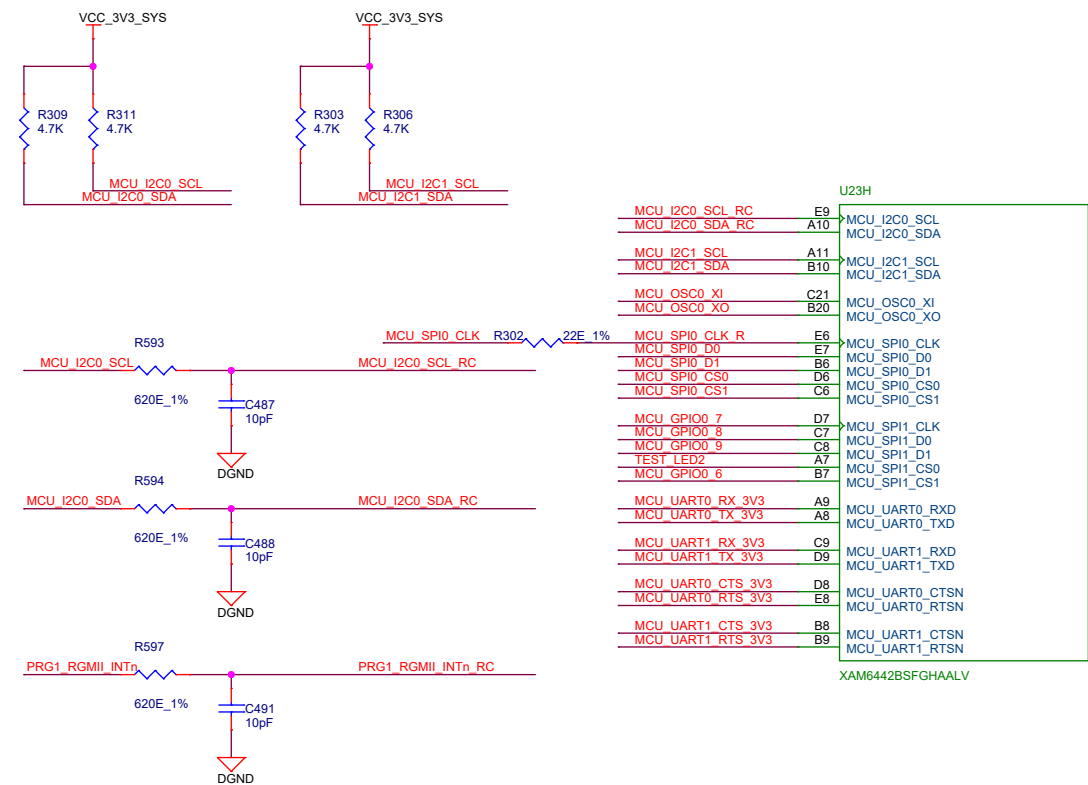 VCC_3V3_SYS
R309
4.7K
R311
4.7K
MCU_I2C0_SCL
MCU_I2C0_SDA
VCC_3V3_SYS
R303
4.7K
R306
4.7K
MCU_I2C1_SCL
MCU_I2C1_SDA
R593
MCU_I2C0_SCL
MCU_I2C0_SCL_RC
620E_1%
C487
10pF
DGND
R594
MCU_I2C0_SDA
MCU_I2C0_SDA_RC
620E_1%
C488
10pF
DGND
R597
PRG1_RGMII_INTn
PRG1_RGMII_INTn_RC
620E_1%
C491
10pF
DGND
MCU_SPI0_CLK R302 22E_1%
U23H
MCU_I2C0_SCL_RC E9 MCU_I2C0_SCL
MCU_I2C0_SDA_RC A10 MCU_I2C0_SDA
MCU_I2C1_SCL A11 MCU_I2C1_SCL
MCU_I2C1_SDA B10 MCU_I2C1_SDA
MCU_OSC0_XI C21 MCU_OSC0_XI
MCU_OSC0_XO B20 MCU_OSC0_XO
MCU_SPI0_CLK_R E6 MCU_SPI0_CLK
MCU_SPI0_D0 E7 MCU_SPI0_D0
MCU_SPI0_D1 B6 MCU_SPI0_D1
MCU_SPI0_CS0 D6 MCU_SPI0_CS0
MCU_SPI0_CS1 C6 MCU_SPI0_CS1
MCU_GPIO0_7 D7 MCU_SPI1_CLK
MCU_GPIO0_8 C7 MCU_SPI1_D0
MCU_GPIO0_9 C8 MCU_SPI1_D1
TEST_LED2 A7 MCU_SPI1_CS0
MCU_GPIO0_6 B7 MCU_SPI1_CS1
MCU_UART0_RX_3V3 A9 MCU_UART0_RXD
MCU_UART0_TX_3V3 A8 MCU_UART0_TXD
MCU_UART1_RX_3V3 C9 MCU_UART1_RXD
MCU_UART1_TX_3V3 D9 MCU_UART1_TXD
MCU_UART0_CTS_3V3 D8 MCU_UART0_CTSN
MCU_UART0_RTS_3V3 E8 MCU_UART0_RTSN
MCU_UART1_CTS_3V3 B8 MCU_UART1_CTSN
MCU_UART1_RTS_3V3 B9 MCU_UART1_RTSN
XAM6442BSFGHAALV